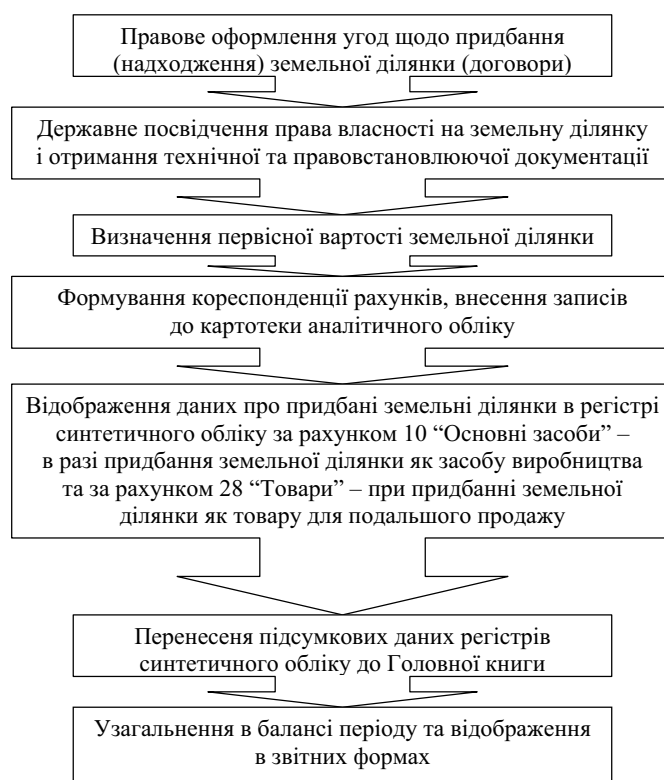 Правове оформлення угод щодо придбання
(надходження) земельної ділянки (договори)
Державне посвідчення права власності на земельну ділянку
і отримання технічної та правовстановлюючої документації
Визначення первісної вартості земельної ділянки
Формування кореспонденції рахунків, внесення записів
до картотеки аналітичного обліку
Відображення даних про придбані земельні ділянки в регістрі
синтетичного обліку за рахунком 10 “Основні засоби” –
в разі придбання земельної ділянки як засобу виробництва
та за рахунком 28 “Товари” – при придбанні земельної
ділянки як товару для подальшого продажу
Перенесеня підсумкових даних регістрів
синтетичного обліку до Головної книги
Узагальнення в балансі періоду та відображення
в звітних формах